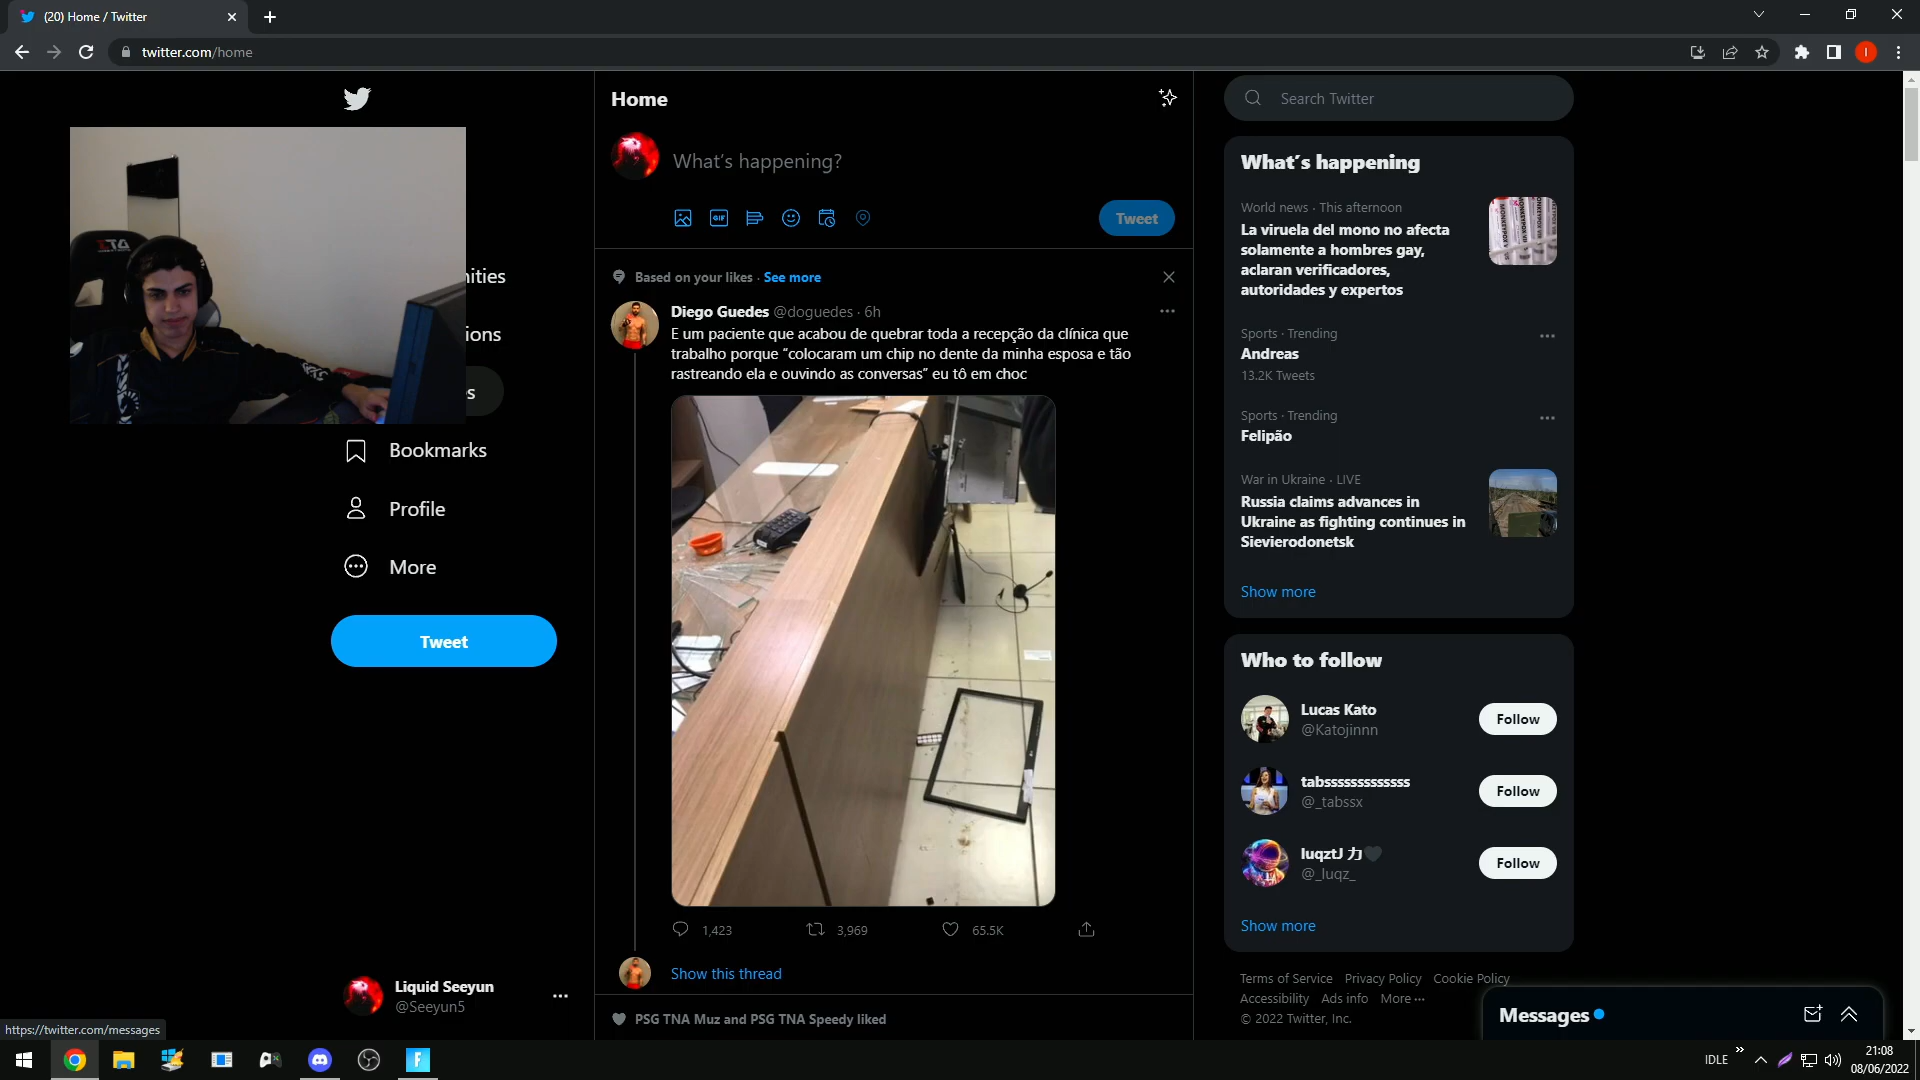 (20) Home / Twitter
twitter.com/home
I
Home
What's happening?
GIF
Tweet
Based on your likes · See more
Diego Guedes @doguedes · 6h
E um paciente que acabou de quebrar toda a recepção da clínica que
trabalho porque “colocaram um chip no dente da minha esposa e tão
rastreando ela e ouvindo as conversas” eu tô em choc
1,423
3,969
65.5K
Show this thread
PSG TNA Muz and PSG TNA Speedy liked
nities
ions
s
Bookmarks
Profile
More
Tweet
Liquid Seeyun
@Seeyun5
https://twitter.com/messages
Search Twitter
What's happening
World news · This afternoon
La viruela del mono no afecta
solamente a hombres gay,
aclaran verificadores,
autoridades y expertos
Sports · Trending
Andreas
13.2K Tweets
Sports · Trending
Felipão
War in Ukraine · LIVE
Russia claims advances in
Ukraine as fighting continues in
Sievierodonetsk
Show more
Who to follow
Lucas Kato
@Katojinnn
Follow
tabsssssssssssss
@_tabssx
Follow
luqztJ 力🖤
@_luqz_
Follow
Show more
Terms of Service Privacy Policy Cookie Policy
Accessibility Ads info More ···
© 2022 Twitter, Inc.
Messages
IDLE
21:08
08/06/2022